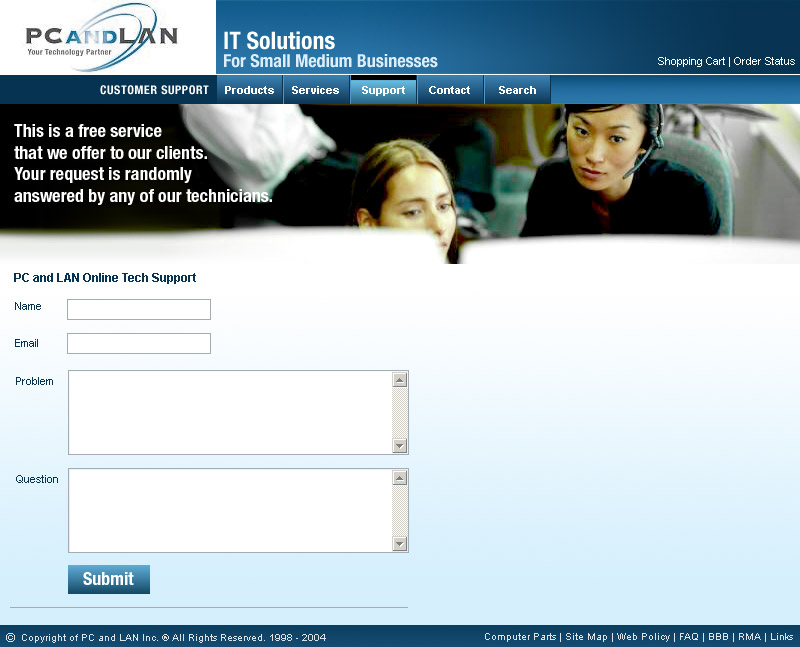 PCANDLAN
Your Technology Partner
IT Solutions
For Small Medium Businesses
Shopping Cart | Order Status
CUSTOMER SUPPORT Products Services Support Contact Search
This is a free service
that we offer to our clients.
Your request is randomly
answered by any of our technicians.
PC and LAN Online Tech Support
Name
Email
Problem
Question
Submit
© Copyright of PC and LAN Inc. ® All Rights Reserved. 1998 - 2004 Computer Parts | Site Map | Web Policy | FAQ | BBB | RMA | Links